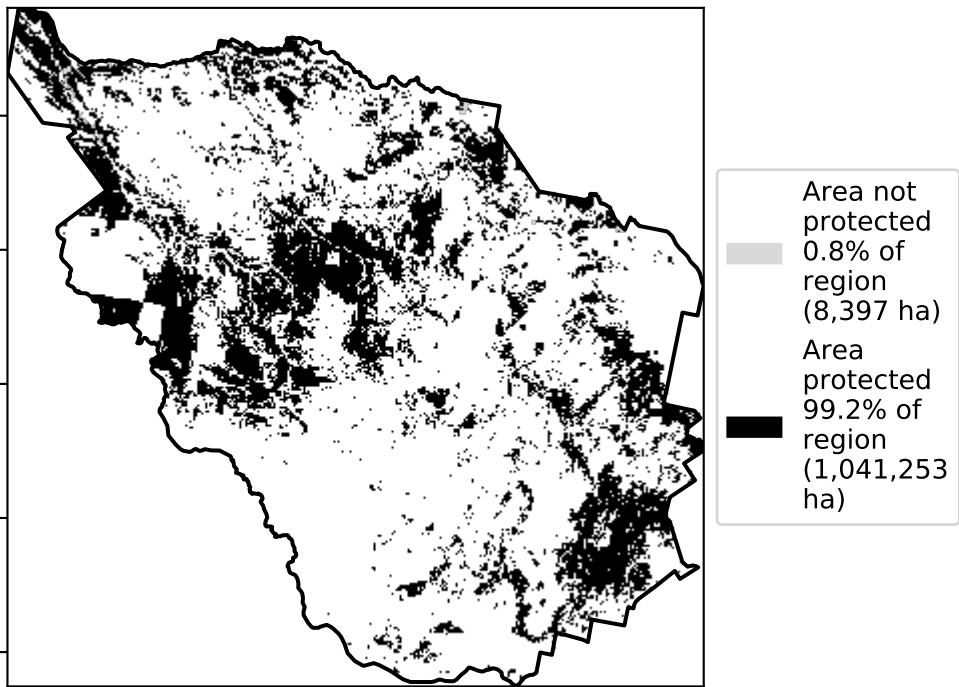 Area not
protected
0.8% of
region
(8,397 ha)
Area
protected
99.2% of
region
(1,041,253
ha)